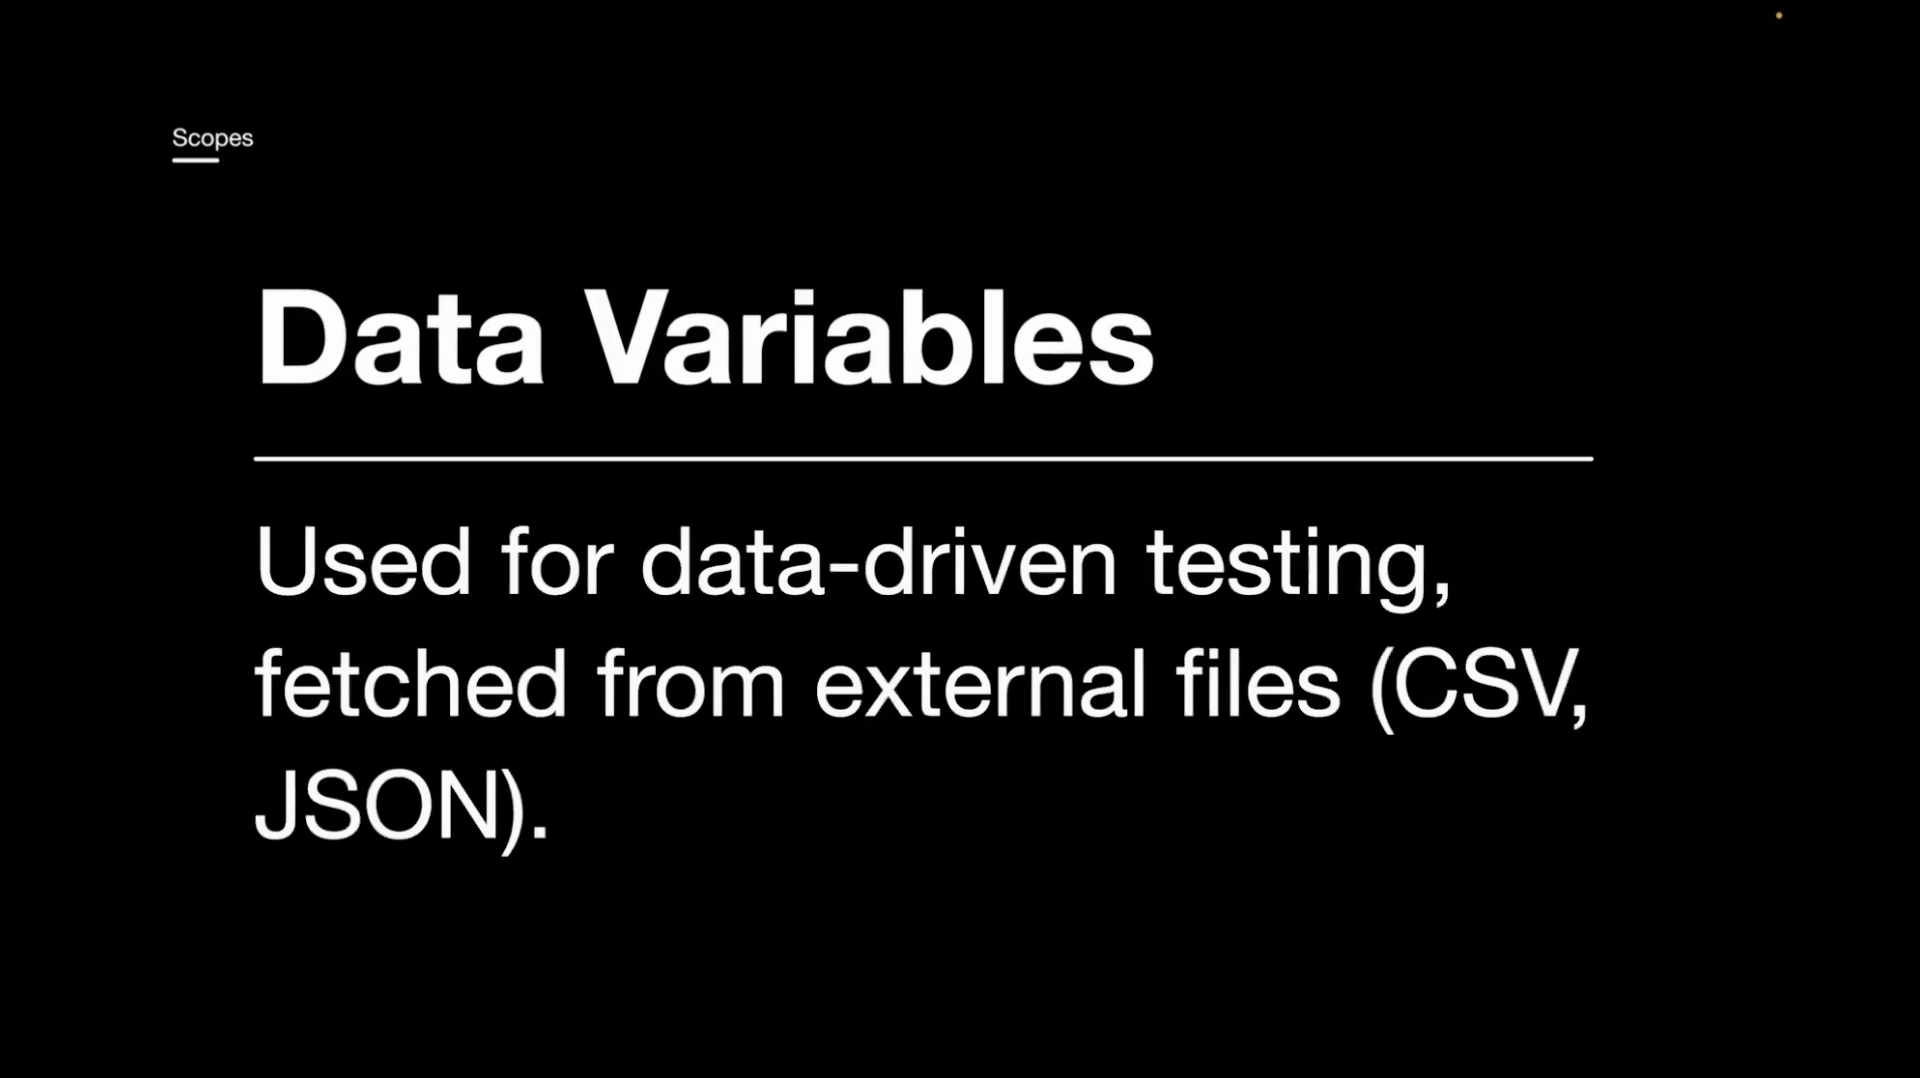 Scopes
Data Variables
Used for data-driven testing,
fetched from external files (CSV,
JSON).